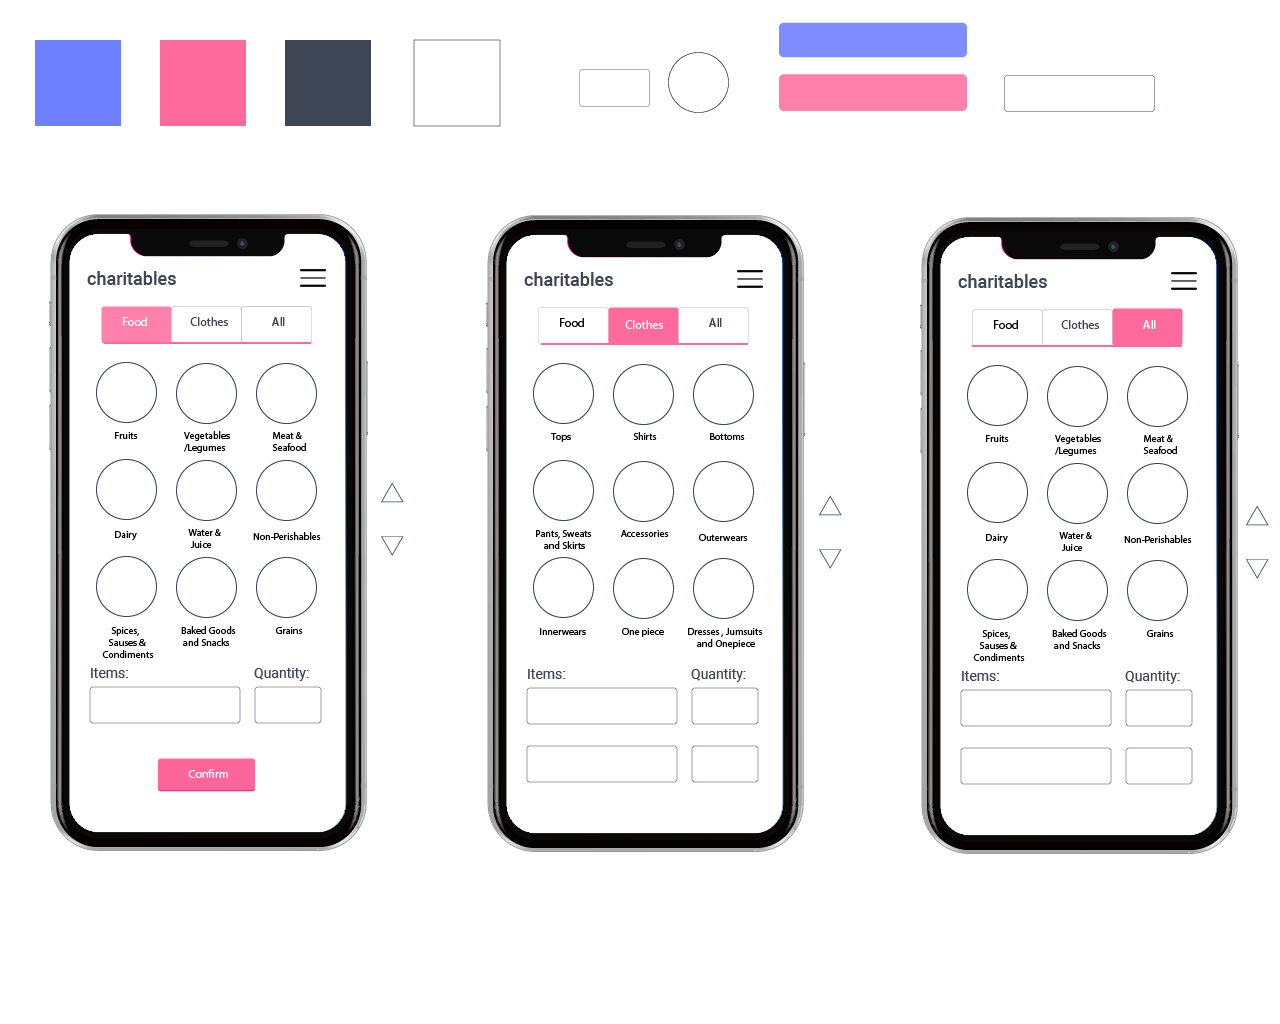 charitables
Food Clothes All
Fruits Vegetables Meat &
/Legumes Seafood
Dairy Water & Non-Perishables
Juice
Spices, Baked Goods Grains
Sauses & and Snacks
Condiments
Items: Quantity:
Confirm
charitables
Food Clothes All
Tops Shirts Bottoms
Pants, Sweats Accessories Outerwears
and Skirts
Innerwears One piece Dresses , Jumsuits
and Onepiece
Items: Quantity:
charitables
Food Clothes All
Fruits Vegetables Meat &
/Legumes Seafood
Dairy Water & Non-Perishables
Juice
Spices, Baked Goods Grains
Sauses & and Snacks
Condiments
Items: Quantity: